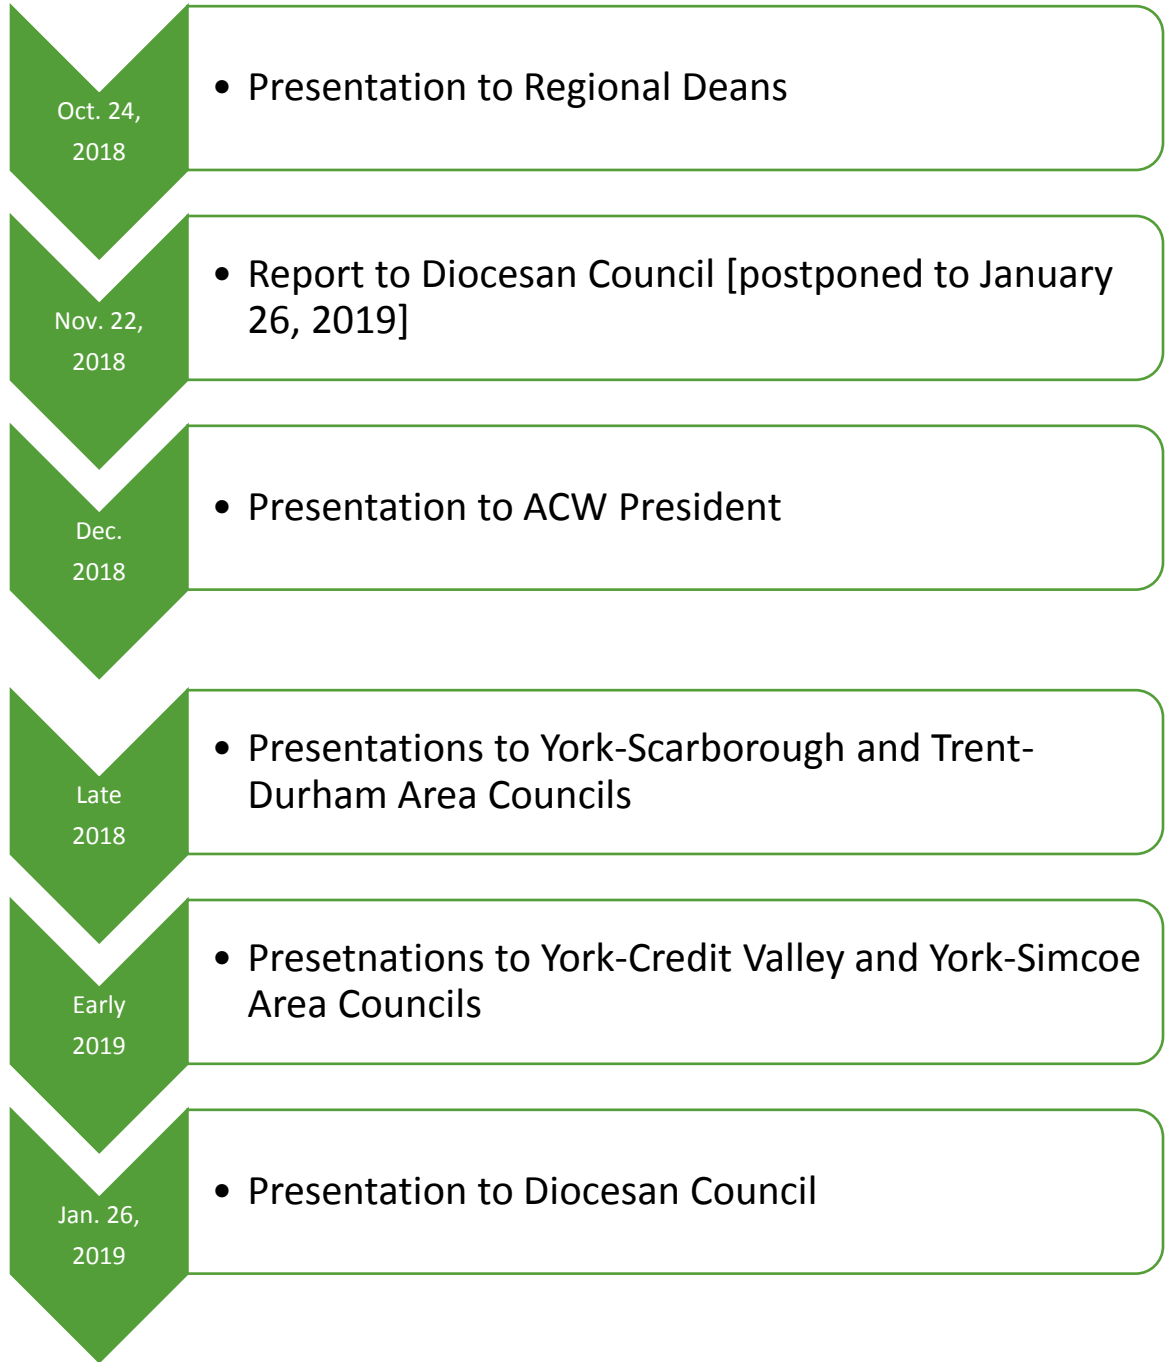 Oct. 24,
2018
• Presentation to Regional Deans
Nov. 22,
2018
• Report to Diocesan Council [postponed to January
26, 2019]
Dec.
2018
• Presentation to ACW President
Late
2018
• Presentations to York-Scarborough and Trent-
Durham Area Councils
Early
2019
• Presetnations to York-Credit Valley and York-Simcoe
Area Councils
Jan. 26,
2019
• Presentation to Diocesan Council